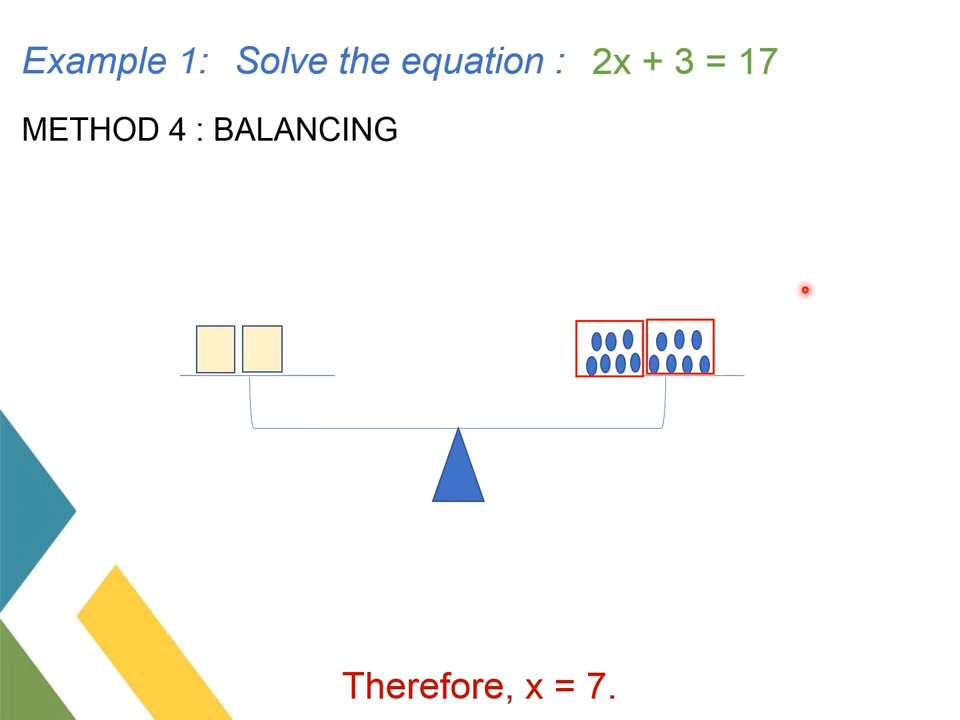 Example 1: Solve the equation : 2x + 3 = 17
METHOD 4 : BALANCING
Therefore, x = 7.